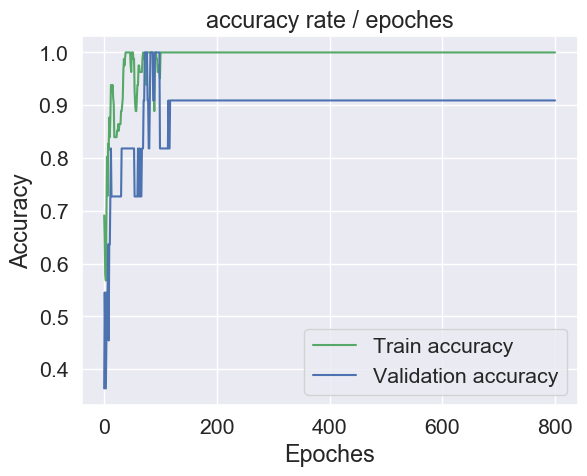 accuracy rate / epoches
1.0
0.9
0.8
0.7
0.6
0.5
0.4
Accuracy
Train accuracy
Validation accuracy
0
200
400
600
800
Epoches